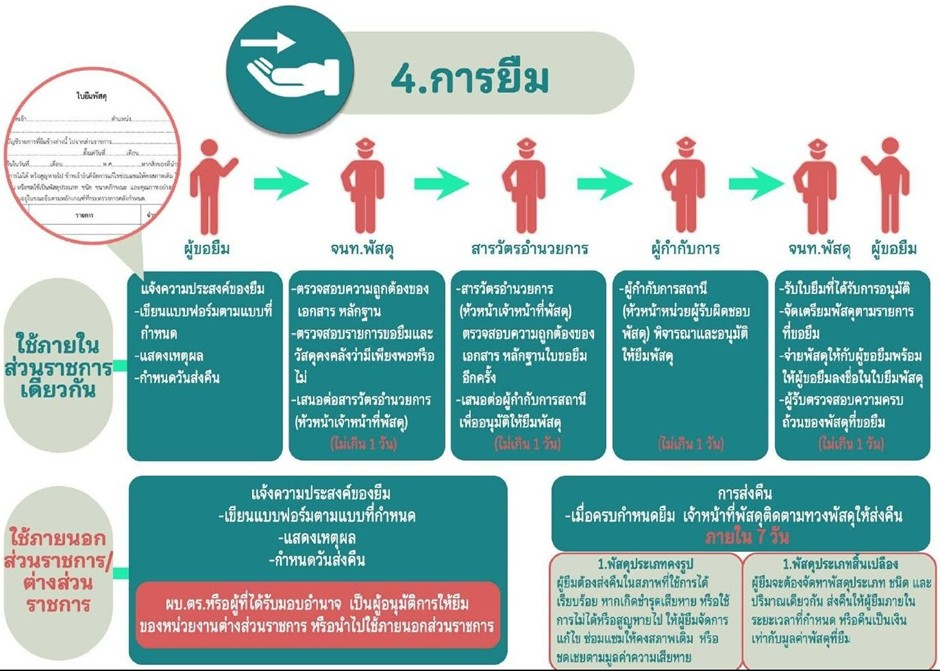 4.การยืม
ใบยืมพัสดุ
ตำแหน่ง
รายการ
ผู้ขอยืม
จนท.พัสดุ
สารวัตรอำนวยการ
ผู้กำกับการ
จนท.พัสดุ
ผู้ขอยืม
ใช้ภายใน
ส่วนราชการ
เดียวกัน
แจ้งความประสงค์ของยืม
-เขียนแบบฟอร์มตามแบบที่
กำหนด
-แสดงเหตุผล
-กำหนดวันส่งคืน
-ตรวจสอบความถูกต้องของ
เอกสาร หลักฐาน
-ตรวจสอบรายการขอยืมและ
วัสดุคงคลังว่ามีเพียงพอหรือ
ไม่
-เสนอต่อสารวัตรอำนวยการ
(หัวหน้าเจ้าหน้าที่พัสดุ)
(ไม่เกิน 1 วัน)
-สารวัตรอำนวยการ
(หัวหน้าเจ้าหน้าที่พัสดุ)
ตรวจสอบความถูกต้องของ
เอกสาร หลักฐานใบขอยืม
อีกครั้ง
-เสนอต่อผู้กำกับการสถานี
เพื่ออนุมัติให้ยืมพัสดุ
(ไม่เกิน 1 วัน)
-ผู้กำกับการสถานี
(หัวหน้าหน่วยผู้รับผิดชอบ
พัสดุ) พิจารณาและอนุมัติ
ให้ยืมพัสดุ
(ไม่เกิน 1 วัน)
-รับใบยืมที่ได้รับการอนุมัติ
-จัดเตรียมพัสดุตามรายการ
ที่ขอยืม
-จ่ายพัสดุให้กับผู้ขอยืมพร้อม
ให้ผู้ขอยืมลงชื่อในใบยืมพัสดุ
-ผู้รับตรวจสอบความครบ
ถ้วนของพัสดุที่ขอยืม
(ไม่เกิน 1 วัน)
ใช้ภายนอก
ส่วนราชการ/
ต่างส่วน
ราชการ
แจ้งความประสงค์ของยืม
-เขียนแบบฟอร์มตามแบบที่กำหนด
-แสดงเหตุผล
-กำหนดวันส่งคืน
ผบ.ตร.หรือผู้ที่ได้รับมอบอำนาจ เป็นผู้อนุมัติการให้ยืม
ของหน่วยงานต่างส่วนราชการ หรือนำไปใช้ภายนอกส่วนราชการ
การส่งคืน
-เมื่อครบกำหนดยืม เจ้าหน้าที่พัสดุติดตามทวงพัสดุให้ส่งคืน
ภายใน 7 วัน
1.พัสดุประเภทคงรูป
ผู้ยืมต้องส่งคืนในสภาพที่ใช้การได้
เรียบร้อย หากเกิดชำรุดเสียหาย หรือใช้
การไม่ได้หรือสูญหายไป ให้ผู้ยืมจัดการ
แก้ไข ซ่อมแซมให้คงสภาพเดิม หรือ
ชดเชยตามมูลค่าความเสียหาย
1.พัสดุประเภทสิ้นเปลือง
ผู้ยืมจะต้องจัดหาพัสดุประเภท ชนิด และ
ปริมาณเดียวกัน ส่งคืนให้ผู้ยืมภายใน
ระยะเวลาที่กำหนด หรือคืนเป็นเงิน
เท่ากับมูลค่าพัสดุที่ยืม